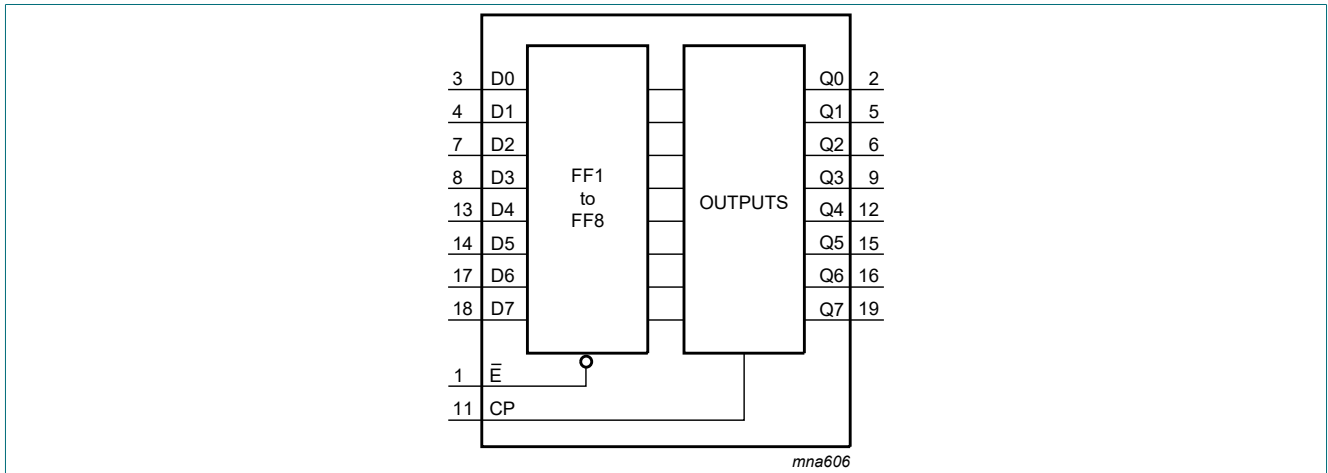 3 D0 Q0 2
4 D1 Q1 5
7 D2 Q2 6
8 D3 FF1 Q3 9
to OUTPUTS
13 D4 FF8 Q4 12
14 D5 Q5 15
17 D6 Q6 16
18 D7 Q7 19
1 E̅
11 CP
mna606